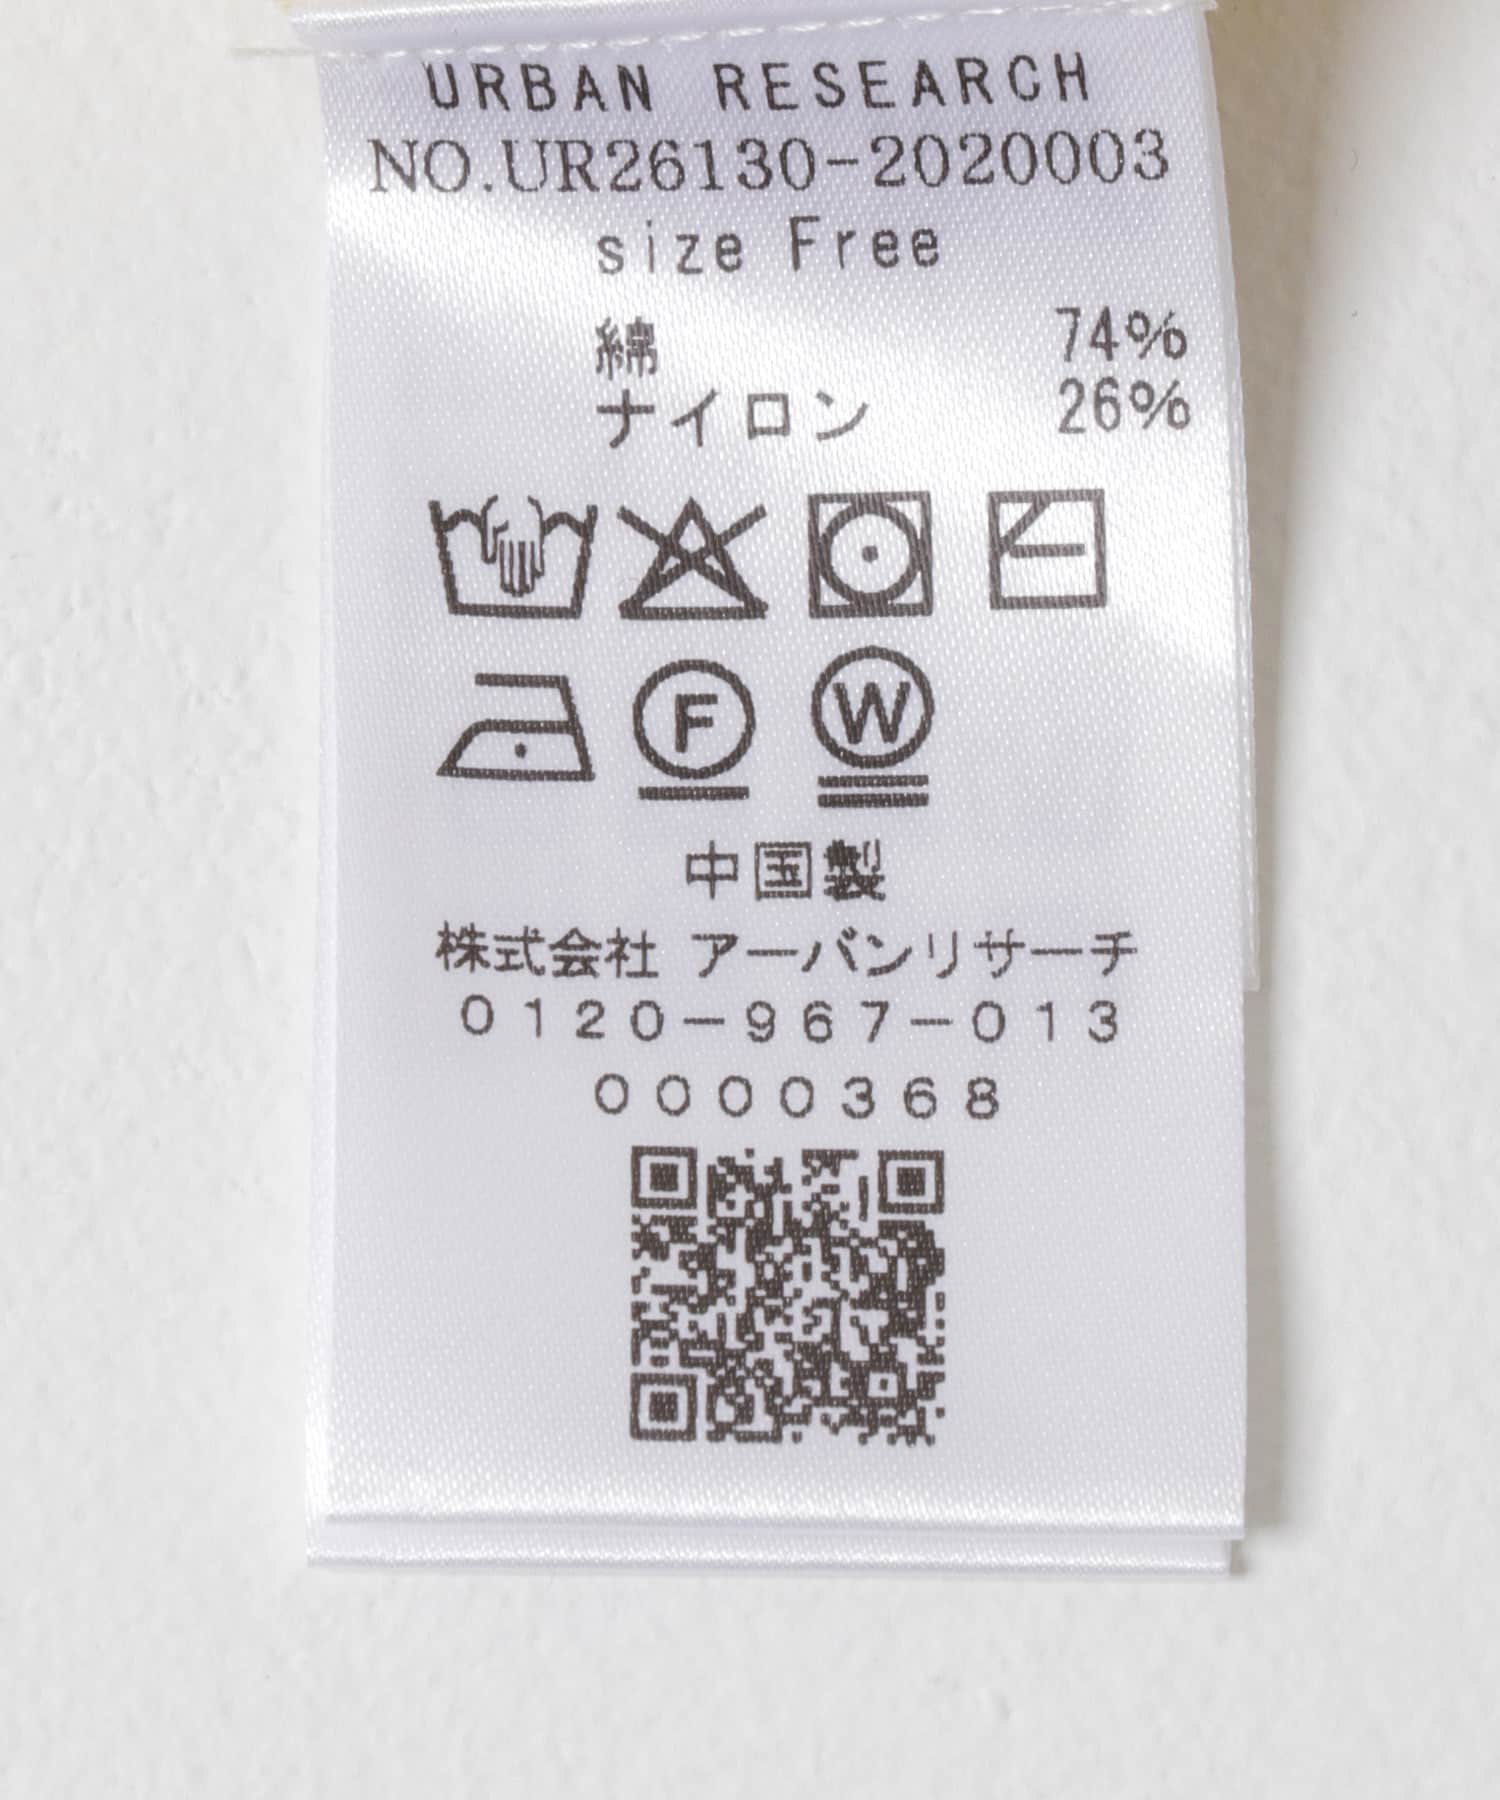 URBAN RESEARCH
NO.UR26130-2020003
size Free
綿 74%
ナイロン 26%
F
W
中国製
株式会社 アーバンリサーチ
0120-967-013
0000368